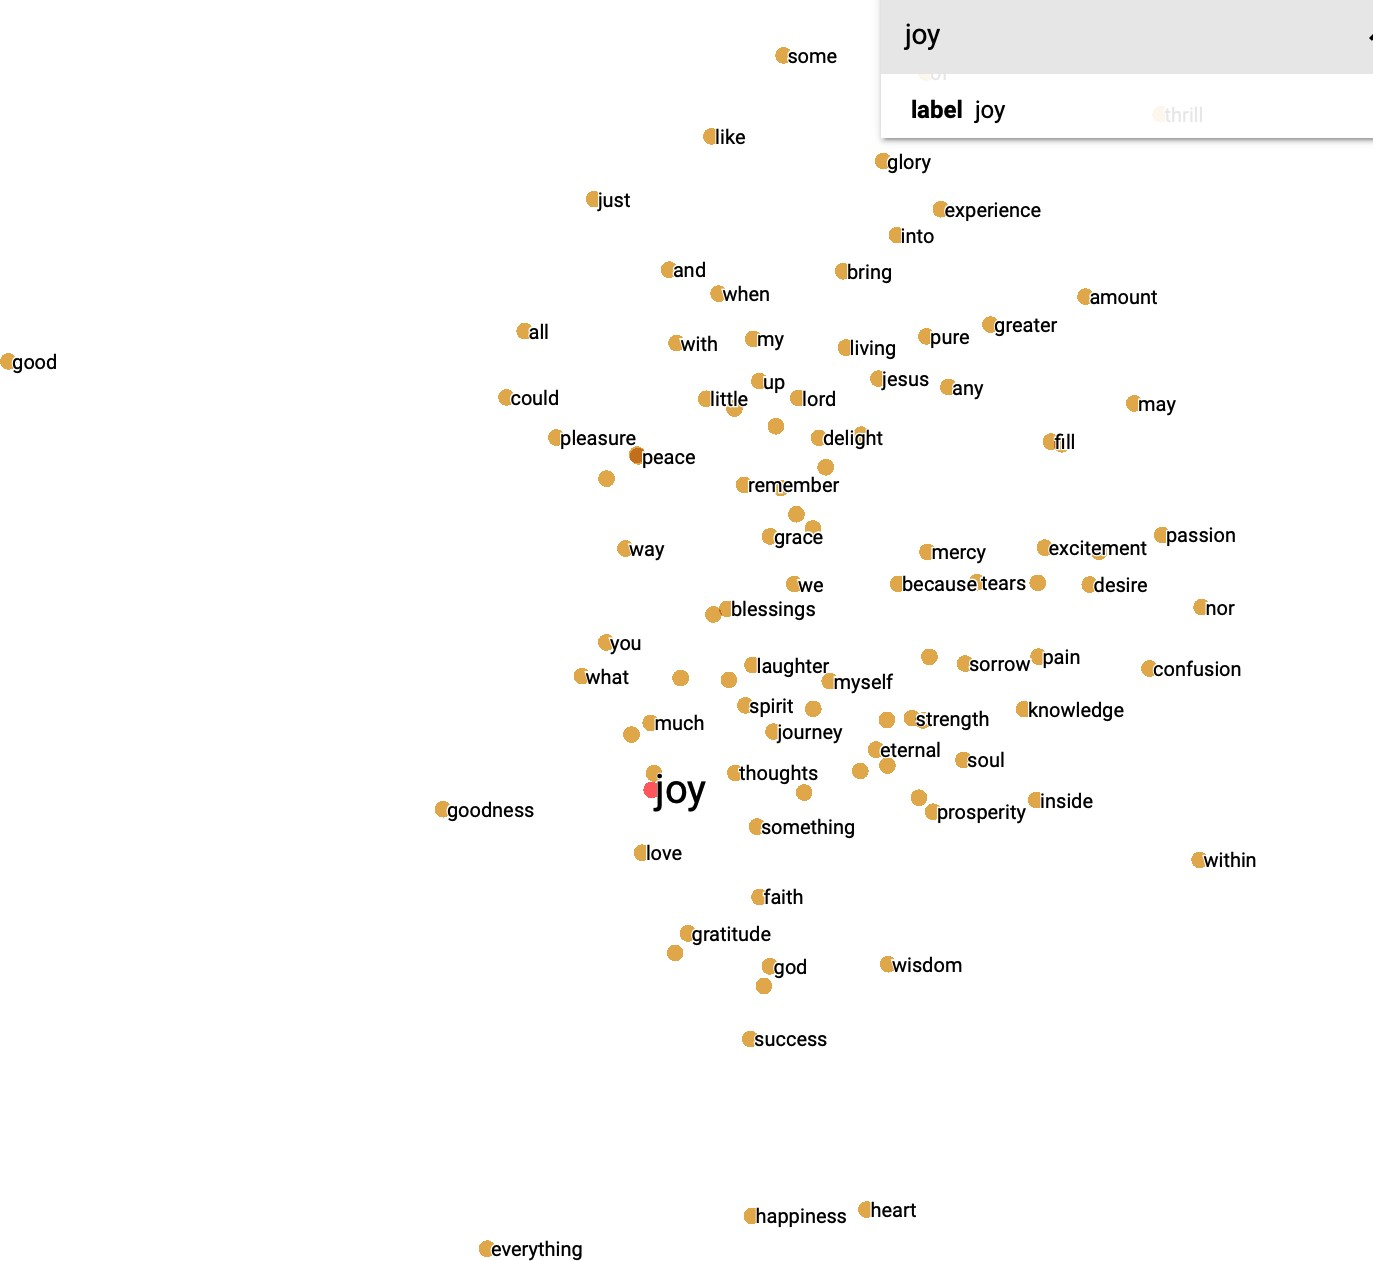 joy
some
label joy
thrill
like
glory
just
experience
into
and
bring
when
amount
greater
all
my
pure
with
living
good
jesus
up
any
could
little
lord
may
pleasure
delight
fill
peace
remember
passion
grace
way
excitement
mercy
we
because
tears
desire
nor
blessings
you
pain
sorrow
laughter
confusion
what
myself
spirit
knowledge
strength
much
journey
eternal
soul
thoughts
joy
inside
goodness
prosperity
something
love
within
faith
gratitude
wisdom
god
success
heart
happiness
everything